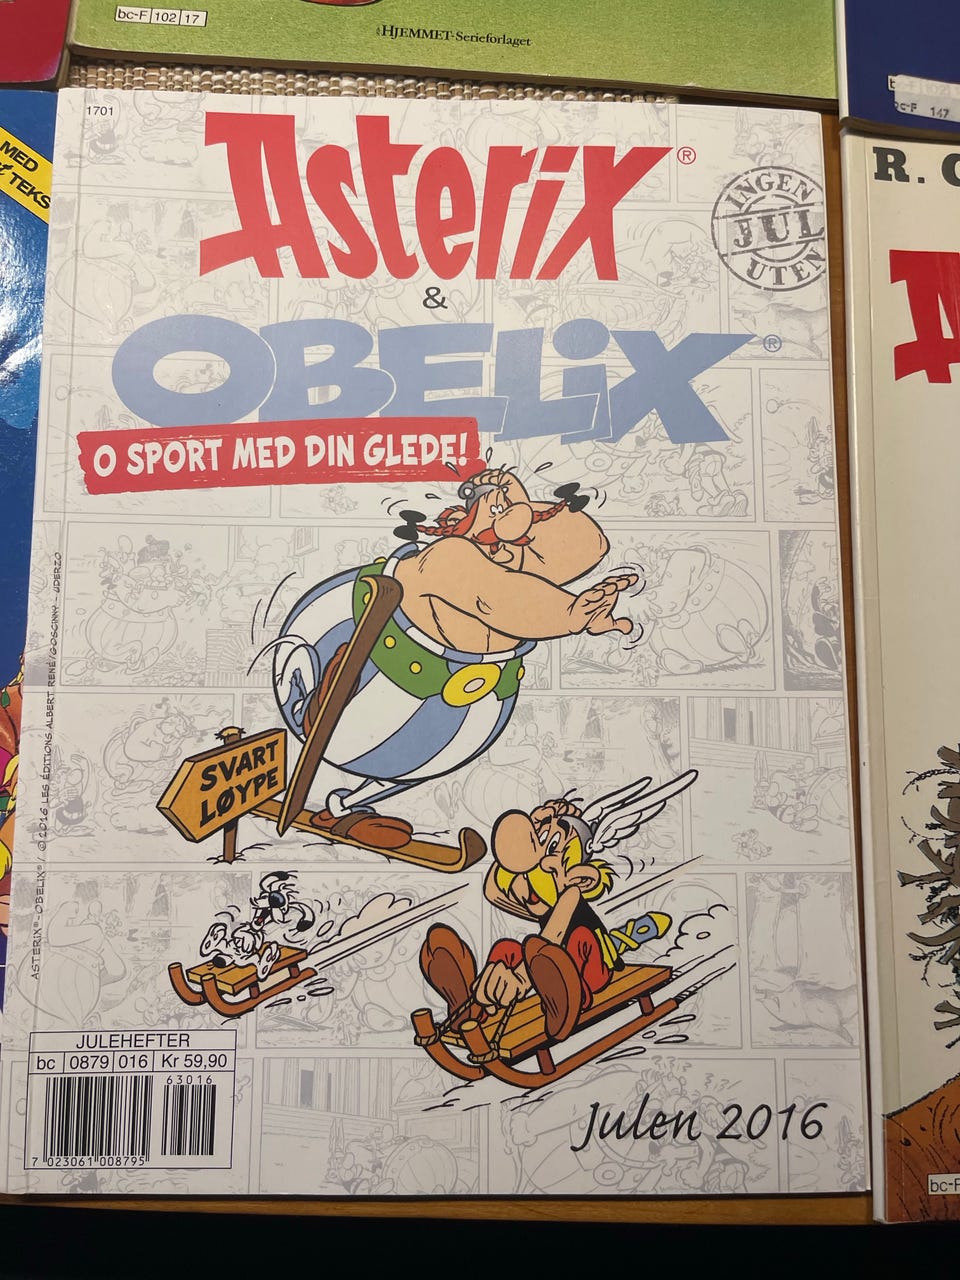 bc-F 102 17
HJEMMET-Serieforlaget
bc-F 147
MED
TEKS
R.
1701
Asterix®
INGEN
JUL
UTEN
&
OBELIX®
O SPORT MED DIN GLEDE!
SVART
LØYPE
ASTERIX®-OBELIX®/ © 2016 LES ÉDITIONS ALBERT RENÉ/GOSCINNY - UDERZO
JULEHEFTER
bc 0879 016 Kr 59,90
63016
7 023061 008795
Julen 2016
bc-F